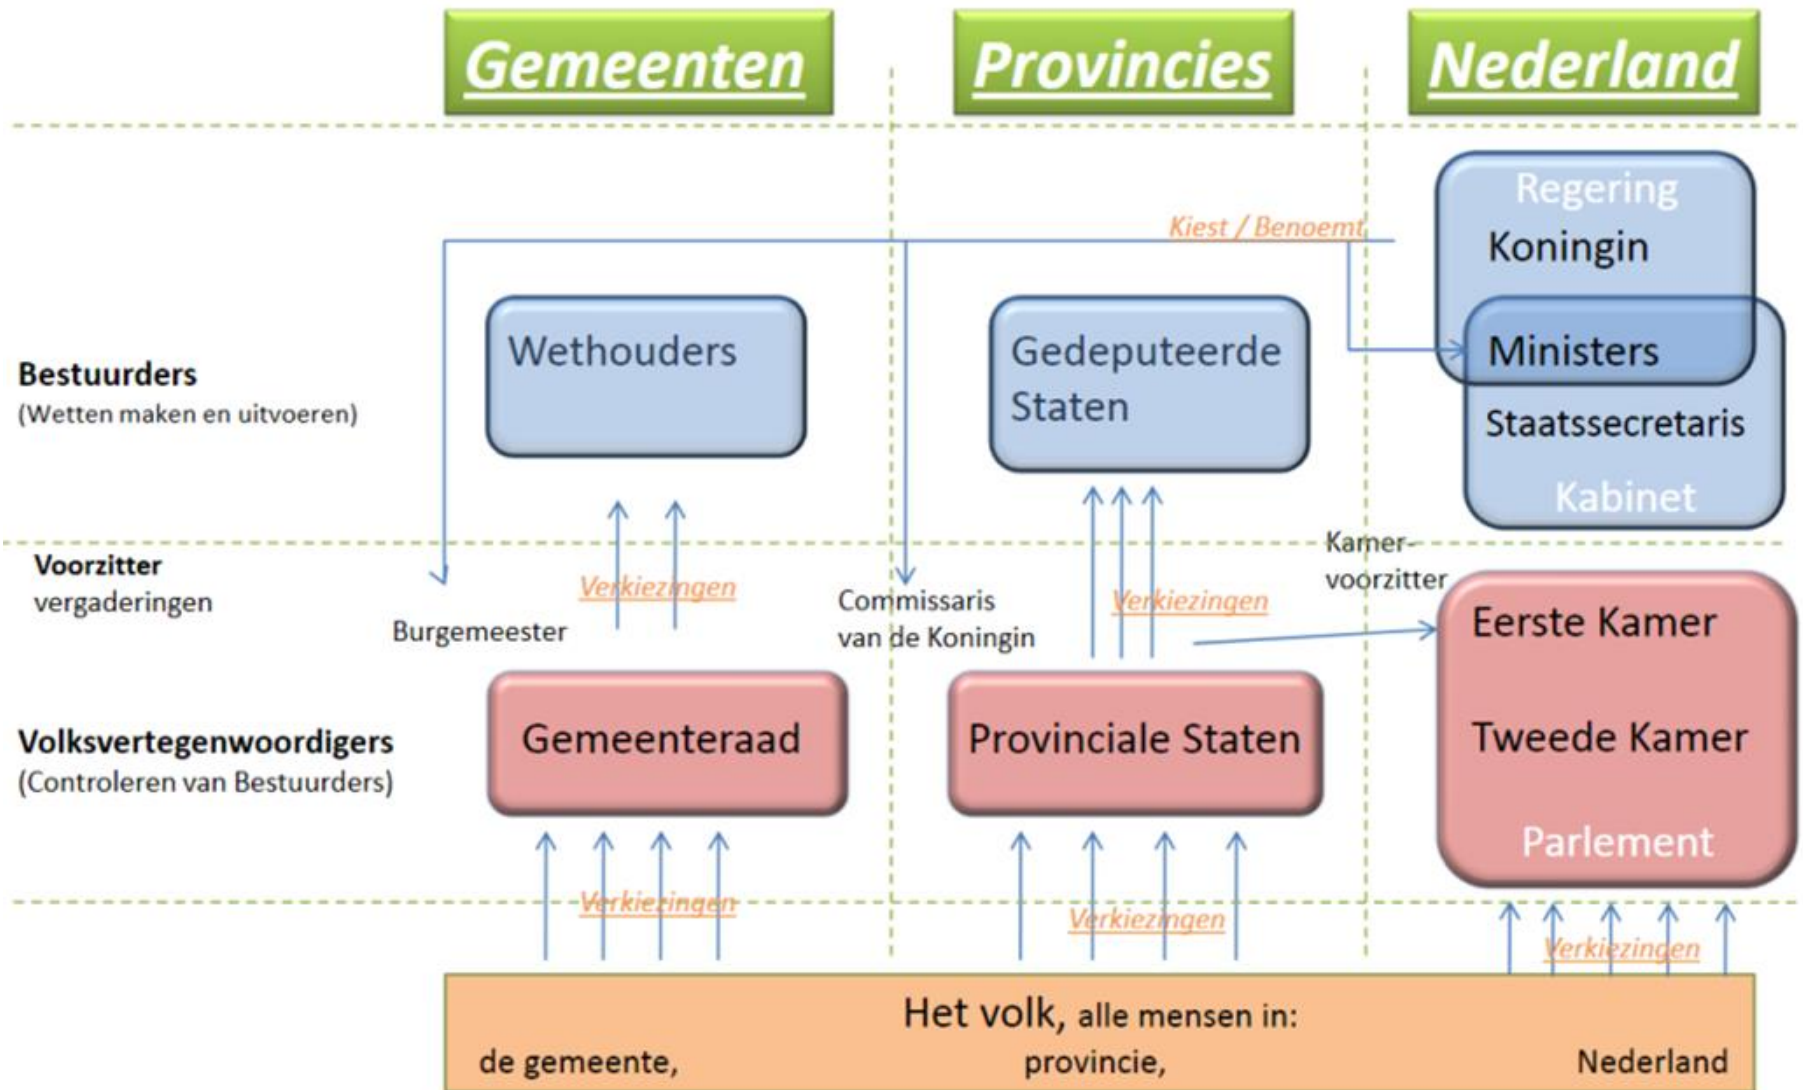 Gemeenten
Provincies
Nederland
Regering
Koningin
Kiest / Benoemt
Wethouders
Gedeputeerde
Staten
Ministers
Staatssecretaris
Kabinet
Bestuurders
(Wetten maken en uitvoeren)
Voorzitter
vergaderingen
Burgemeester
Verkiezingen
Commissaris
van de Koningin
Verkiezingen
Kamer-
voorzitter
Eerste Kamer
Tweede Kamer
Parlement
Volksvertegenwoordigers
(Controleren van Bestuurders)
Gemeenteraad
Provinciale Staten
Verkiezingen
Verkiezingen
Verkiezingen
Het volk, alle mensen in:
de gemeente,
provincie,
Nederland